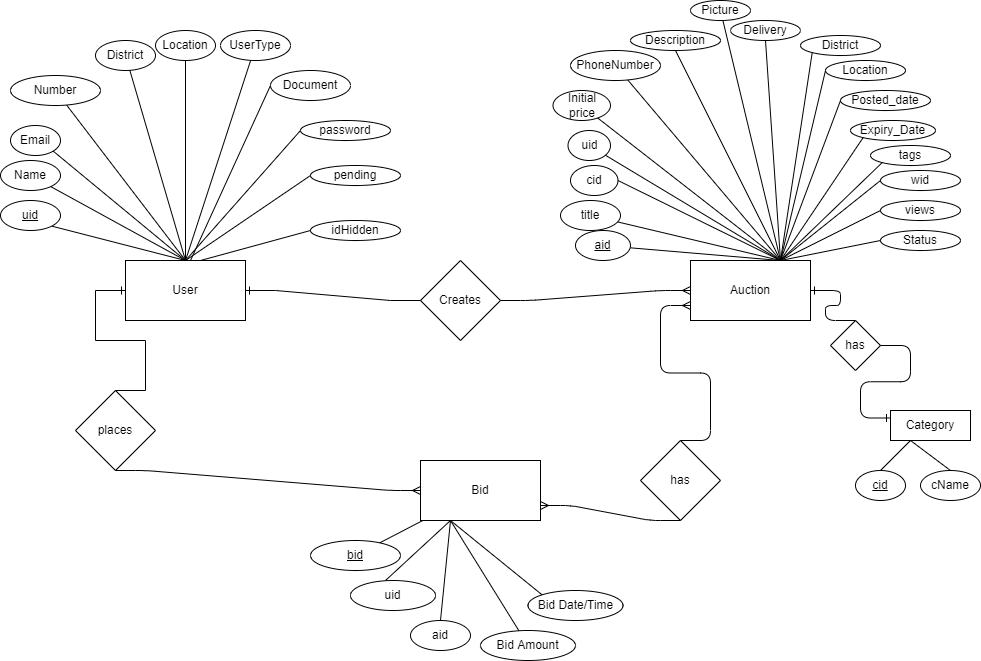 Picture
Delivery
Location
UserType
Description
District
District
PhoneNumber
Location
Document
Number
Initial
price
Posted_date
password
Expiry_Date
Email
uid
tags
Name
pending
cid
wid
uid
title
views
idHidden
aid
Status
User
Creates
Auction
has
places
Category
has
Bid
cid
cName
bid
uid
Bid Date/Time
aid
Bid Amount